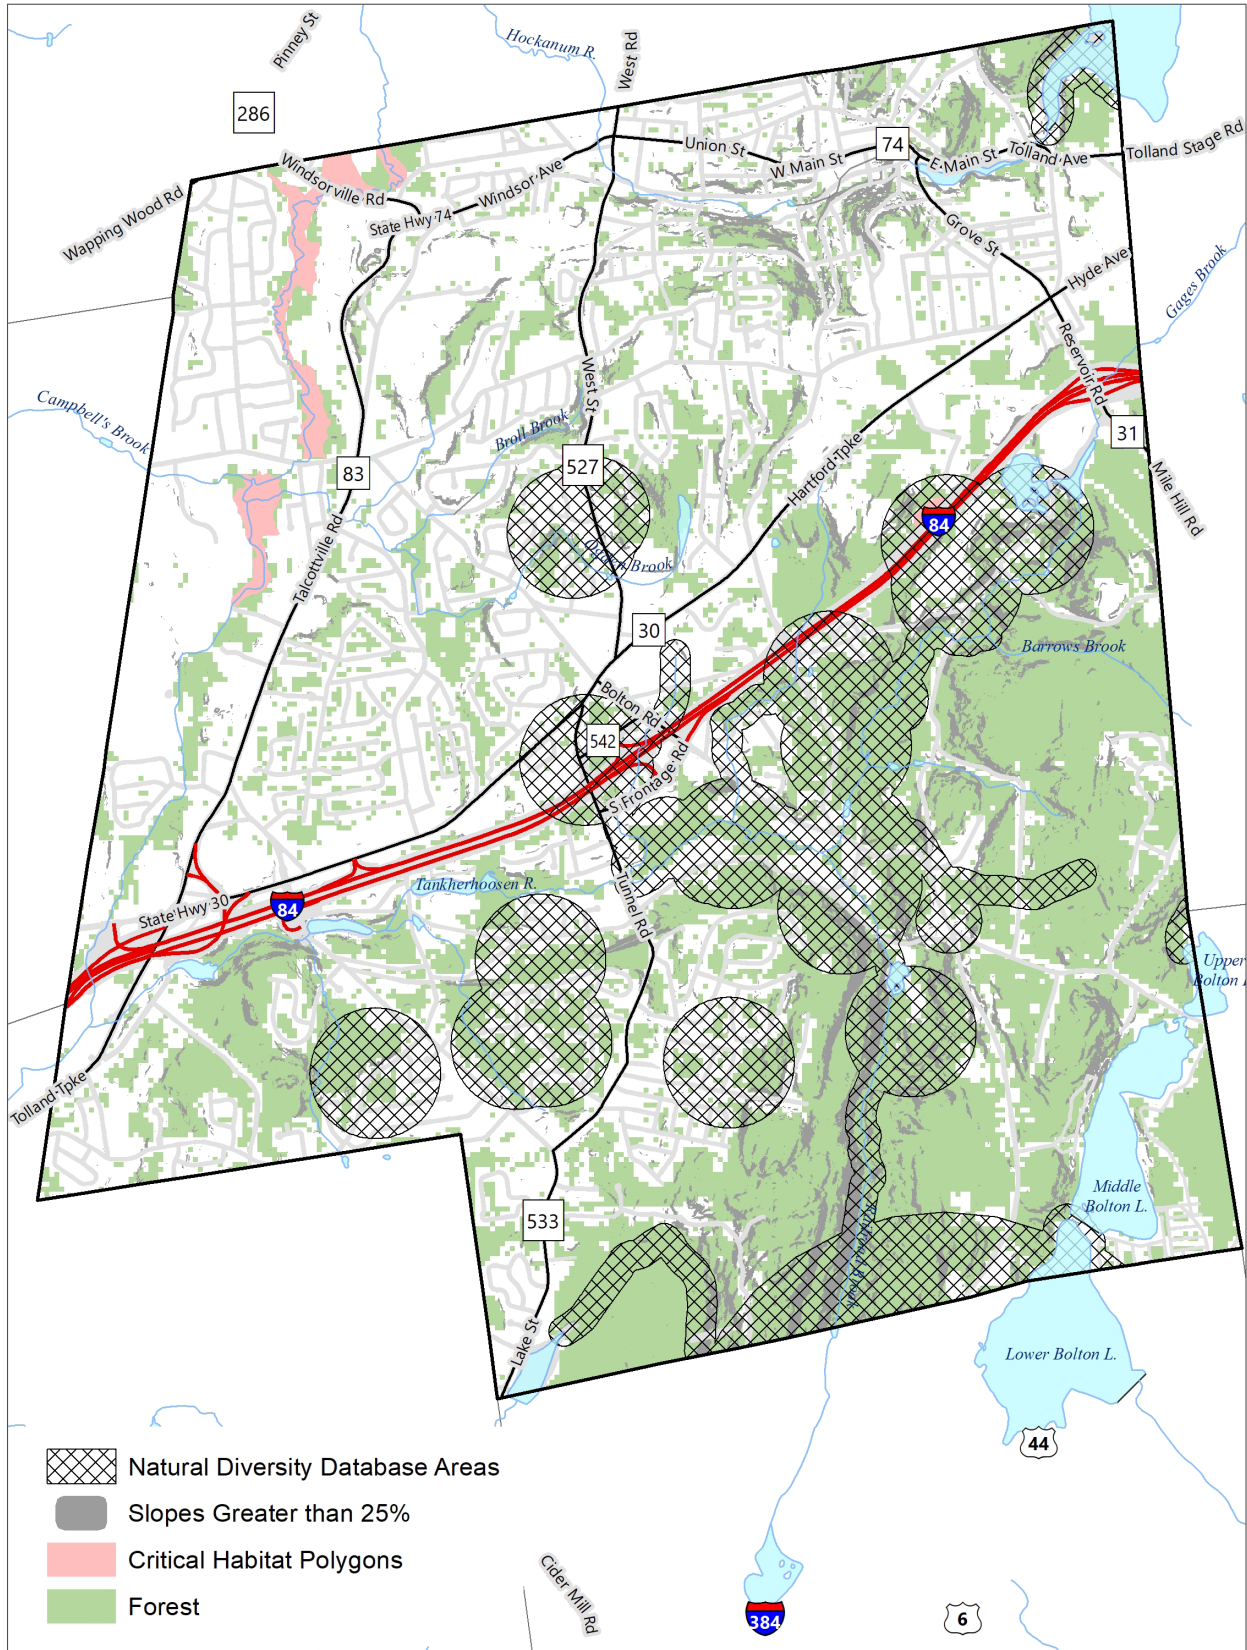 Pinney St
Hockanum R.
West Rd
286
Union St
74
W Main St
E Main St
Tolland Ave
Tolland Stage Rd
Windsorville Rd
Windsor Ave
State Hwy 74
Wapping Wood Rd
Grove St
Hyde Ave
Gages Brook
Reservoir Rd
West St
Campbell's Brook
Broll Brook
31
Hartford Tpke
527
83
Mile Hill Rd
84
Talcottville Rd
Ogden Brook
30
Barrows Brook
Bolton Rd
542
S Frontage Rd
Tankherhoosen R.
Tunnel Rd
State Hwy 30
84
Upper
Bolton
Tolland Tpke
Middle
Bolton L.
533
Railroad Brook
Lake St
Lower Bolton L.
44
Natural Diversity Database Areas
Slopes Greater than 25%
Critical Habitat Polygons
Forest
Cider Mill Rd
384
6